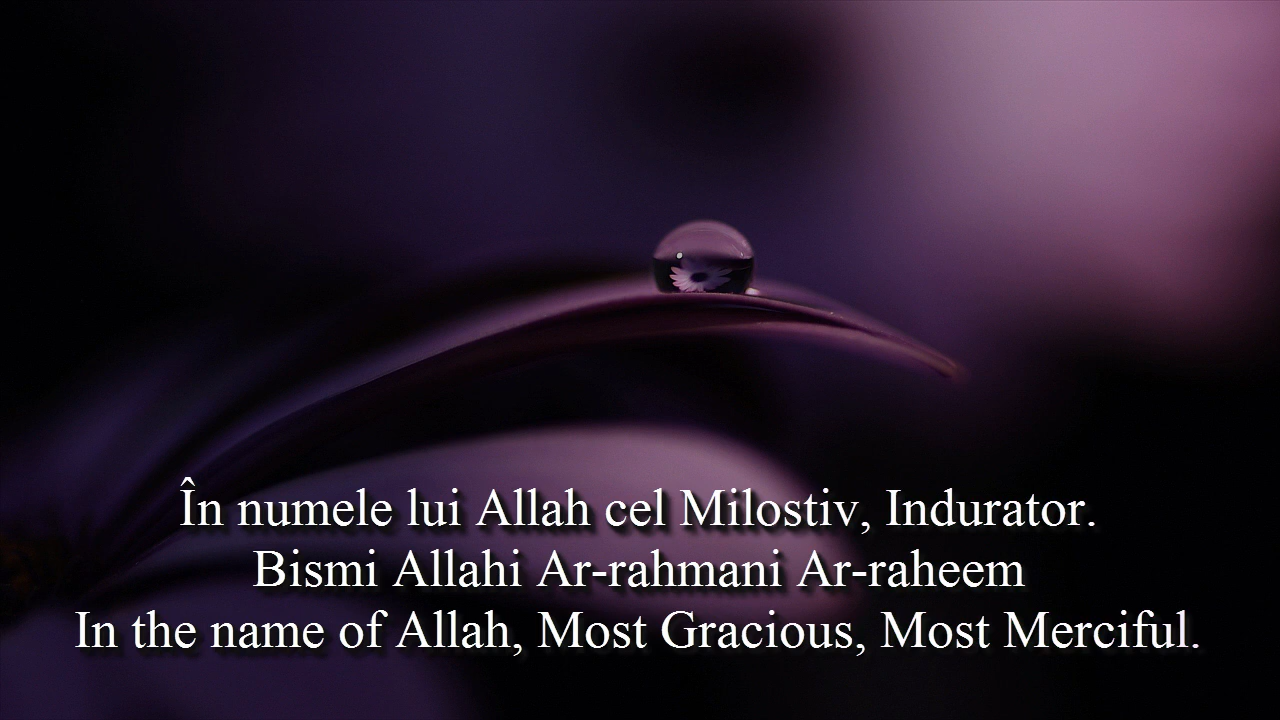 În numele lui Allah cel Milostiv, Indurator.
Bismi Allahi Ar-rahmani Ar-raheem
In the name of Allah, Most Gracious, Most Merciful.